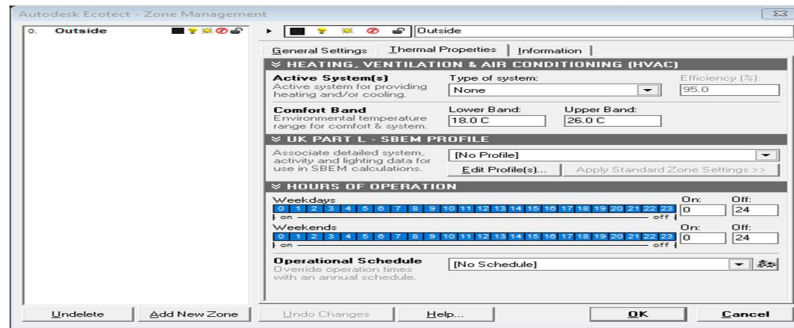 Autodesk Ecotect - Zone Management
0. Outside
Outside
General Settings Thermal Properties Information
HEATING, VENTILATION & AIR CONDITIONING (HVAC)
Active System(s) Type of system: Efficiency (%):
Active system for providing None 95.0
heating and/or cooling.
Comfort Band Lower Band: Upper Band:
Environmental temperature 18.0 C 26.0 C
range for comfort & system.
UK PART L - SBEM PROFILE
Associate detailed system, [No Profile]
activity and lighting data for
use in SBEM calculations. Edit Profile(s)... Apply Standard Zone Settings >>
HOURS OF OPERATION
Weekdays On: Off:
0 1 2 3 4 5 6 7 8 9 10 11 12 13 14 15 16 17 18 19 20 21 22 23 0 24
on off
Weekends On: Off:
0 1 2 3 4 5 6 7 8 9 10 11 12 13 14 15 16 17 18 19 20 21 22 23 0 24
on off
Operational Schedule [No Schedule]
Override operation times
with an annual schedule.
Undelete Add New Zone Undo Changes Help... OK Cancel